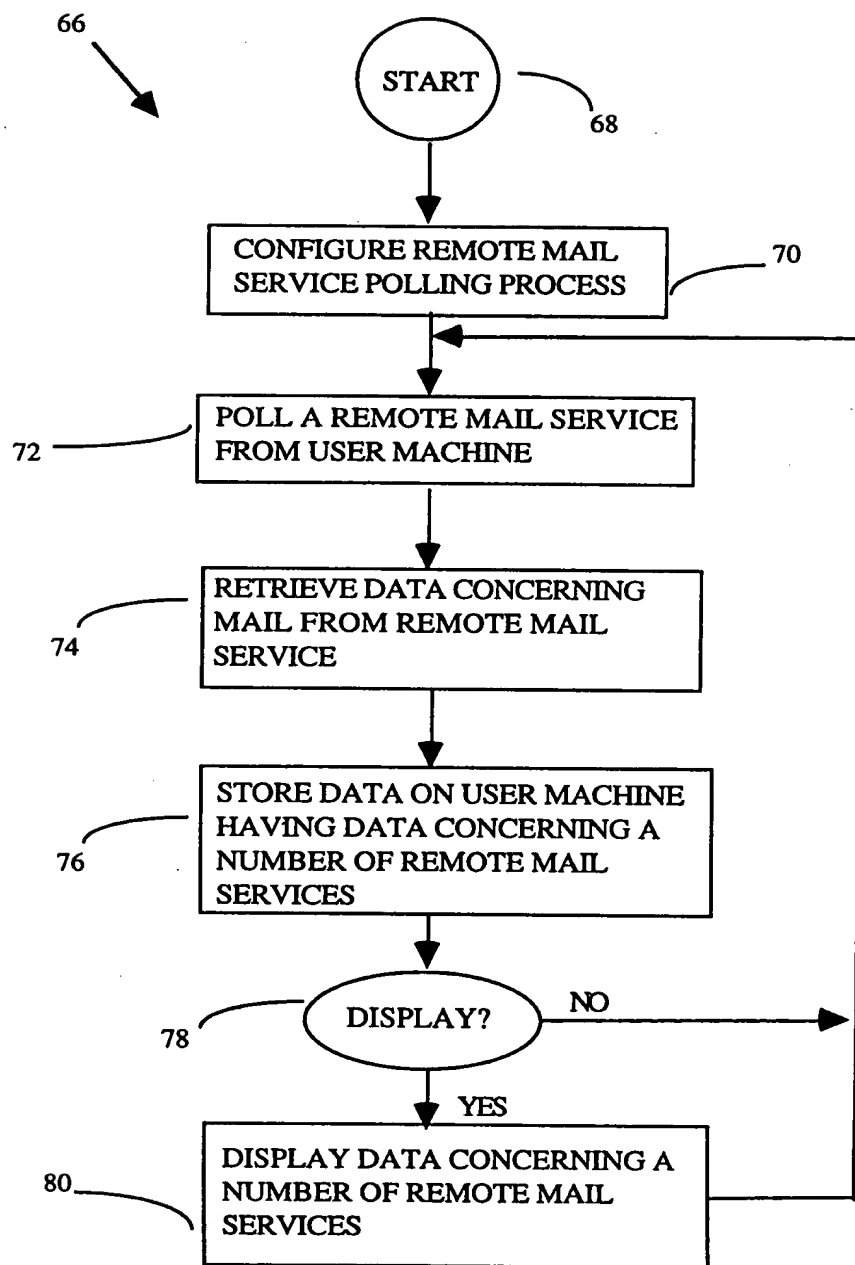 66
START
68
CONFIGURE REMOTE MAIL
SERVICE POLLING PROCESS
70
POLL A REMOTE MAIL SERVICE
FROM USER MACHINE
72
RETRIEVE DATA CONCERNING
MAIL FROM REMOTE MAIL
SERVICE
74
STORE DATA ON USER MACHINE
HAVING DATA CONCERNING A
NUMBER OF REMOTE MAIL
SERVICES
76
DISPLAY?
NO
78
YES
DISPLAY DATA CONCERNING A
NUMBER OF REMOTE MAIL
SERVICES
80